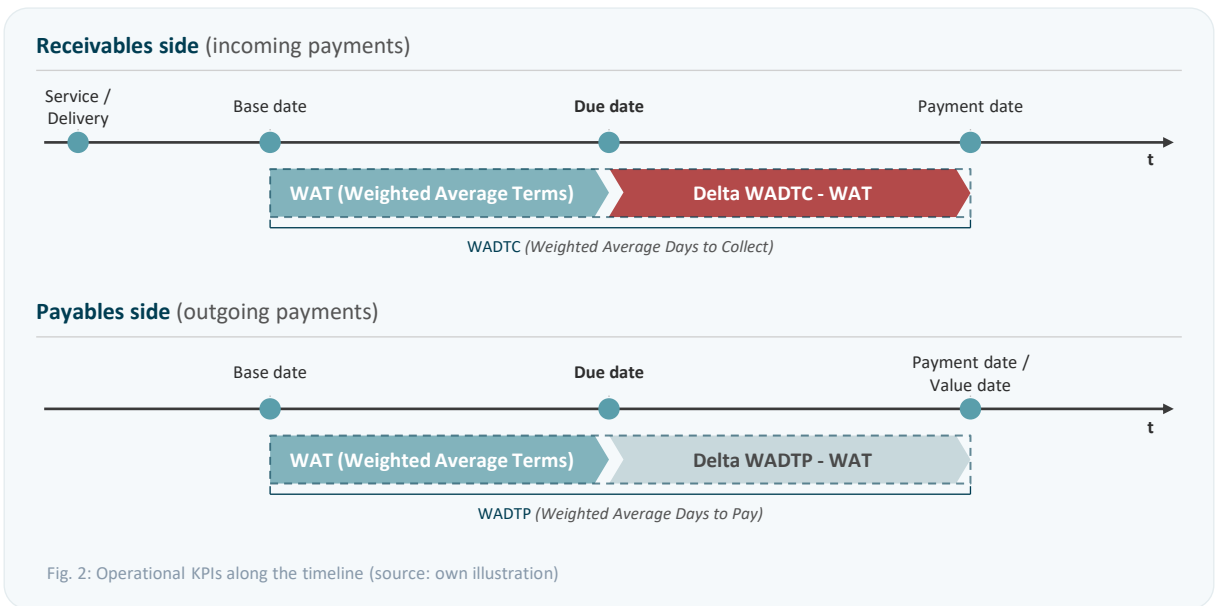 Receivables side (incoming payments)
Service /
Delivery
Base date
Due date
Payment date
t
WAT (Weighted Average Terms)
Delta WADTC - WAT
WADTC (Weighted Average Days to Collect)
Payables side (outgoing payments)
Base date
Due date
Payment date /
Value date
t
WAT (Weighted Average Terms)
Delta WADTP - WAT
WADTP (Weighted Average Days to Pay)
Fig. 2: Operational KPIs along the timeline (source: own illustration)